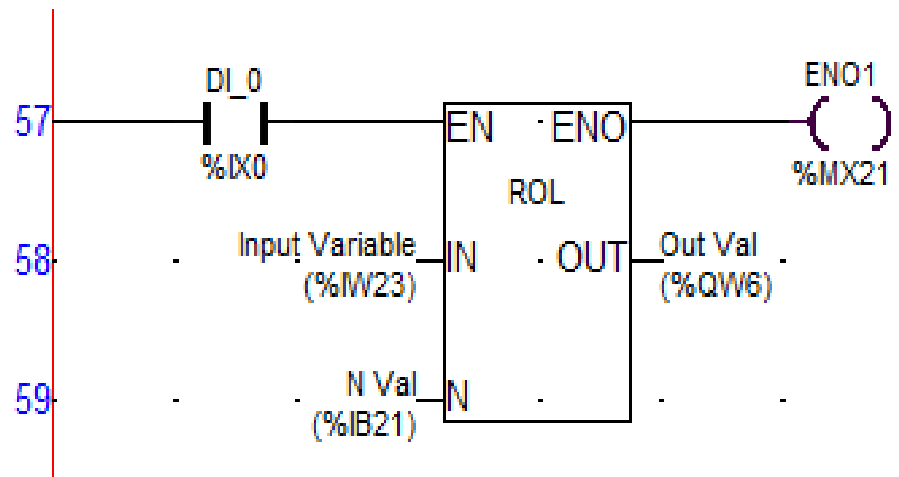 DI_0
ENO1
57
EN
ENO
%IX0
%MX21
ROL
58
Input Variable
IN
OUT
Out Val
(%IW23)
(%QW6)
59
N Val
N
(%IB21)